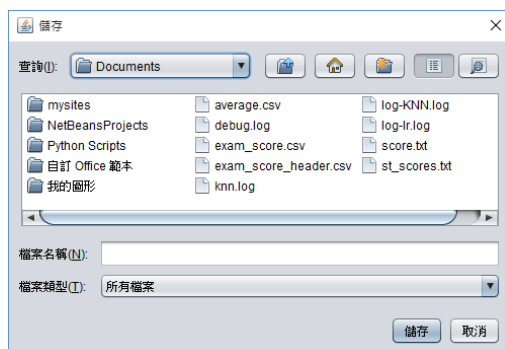 儲存
查詢(I): Documents
mysites average.csv log-KNN.log
NetBeansProjects debug.log log-lr.log
Python Scripts exam_score.csv score.txt
自訂 Office 範本 exam_score_header.csv st_scores.txt
我的圖形 knn.log
檔案名稱(N):
檔案類型(T): 所有檔案
儲存 取消